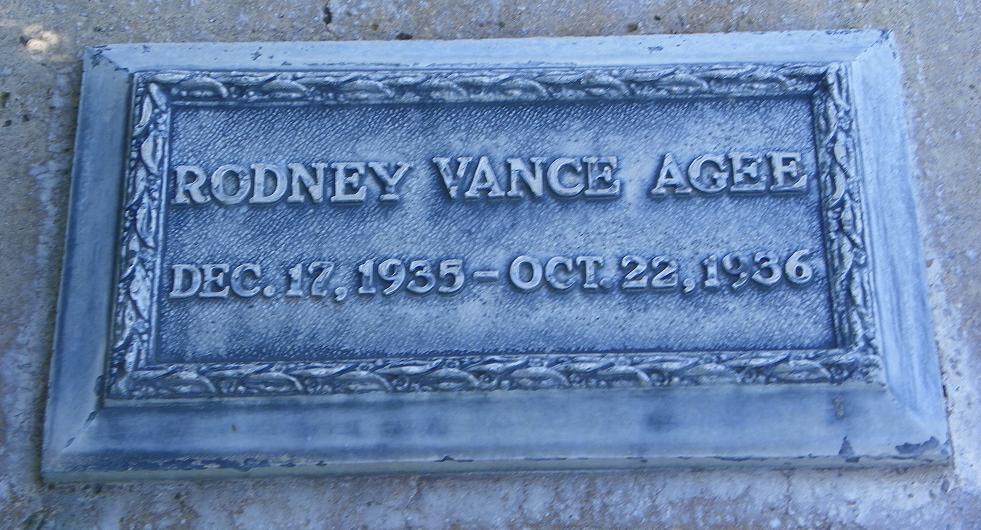 RODNEY VANCE AGEE
DEC. 17, 1935 – OCT. 22, 1936